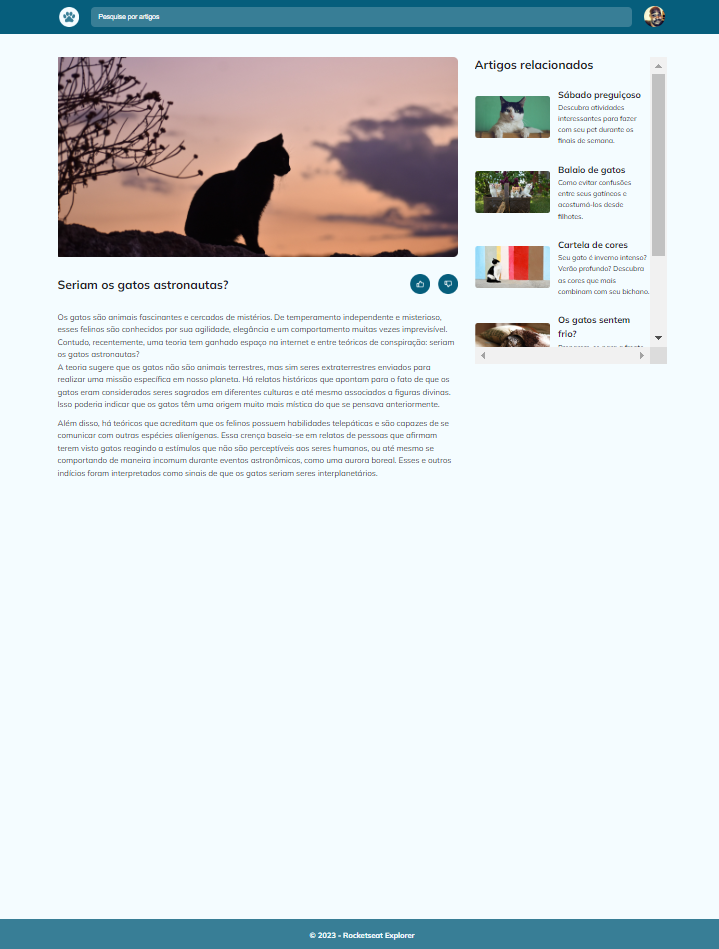 Pesquise por artigos
Seriam os gatos astronautas?
Os gatos são animais fascinantes e cercados de mistérios. De temperamento independente e misterioso,
esses felinos são conhecidos por sua agilidade, elegância e um comportamento muitas vezes imprevisível.
Contudo, recentemente, uma teoria tem ganhado espaço na internet e entre teóricos de conspiração: seriam
os gatos astronautas?
A teoria sugere que os gatos não são animais terrestres, mas sim seres extraterrestres enviados para
realizar uma missão específica em nosso planeta. Há relatos históricos que apontam para o fato de que os
gatos eram considerados seres sagrados em diferentes culturas e até mesmo associados a figuras divinas.
Isso poderia indicar que os gatos têm uma origem muito mais mística do que se pensava anteriormente.
Além disso, há teóricos que acreditam que os felinos possuem habilidades telepáticas e são capazes de se
comunicar com outras espécies alienígenas. Essa crença baseia-se em relatos de pessoas que afirmam
terem visto gatos reagindo a estímulos que não são perceptíveis aos seres humanos, ou até mesmo se
comportando de maneira incomum durante eventos astronômicos, como uma aurora boreal. Esses e outros
indícios foram interpretados como sinais de que os gatos seriam seres interplanetários.
Artigos relacionados
Sábado preguiçoso
Descubra atividades
interessantes para fazer
com seu pet durante os
finais de semana.
Balaio de gatos
Como evitar confusões
entre seus gatíneos e
acostumá-los desde
filhotes.
Cartela de cores
Seu gato é inverno intenso?
Verão profundo? Descubra
as cores que mais
combinam com seu bichano.
Os gatos sentem
frio?
© 2023 - Rocketseat Explorer